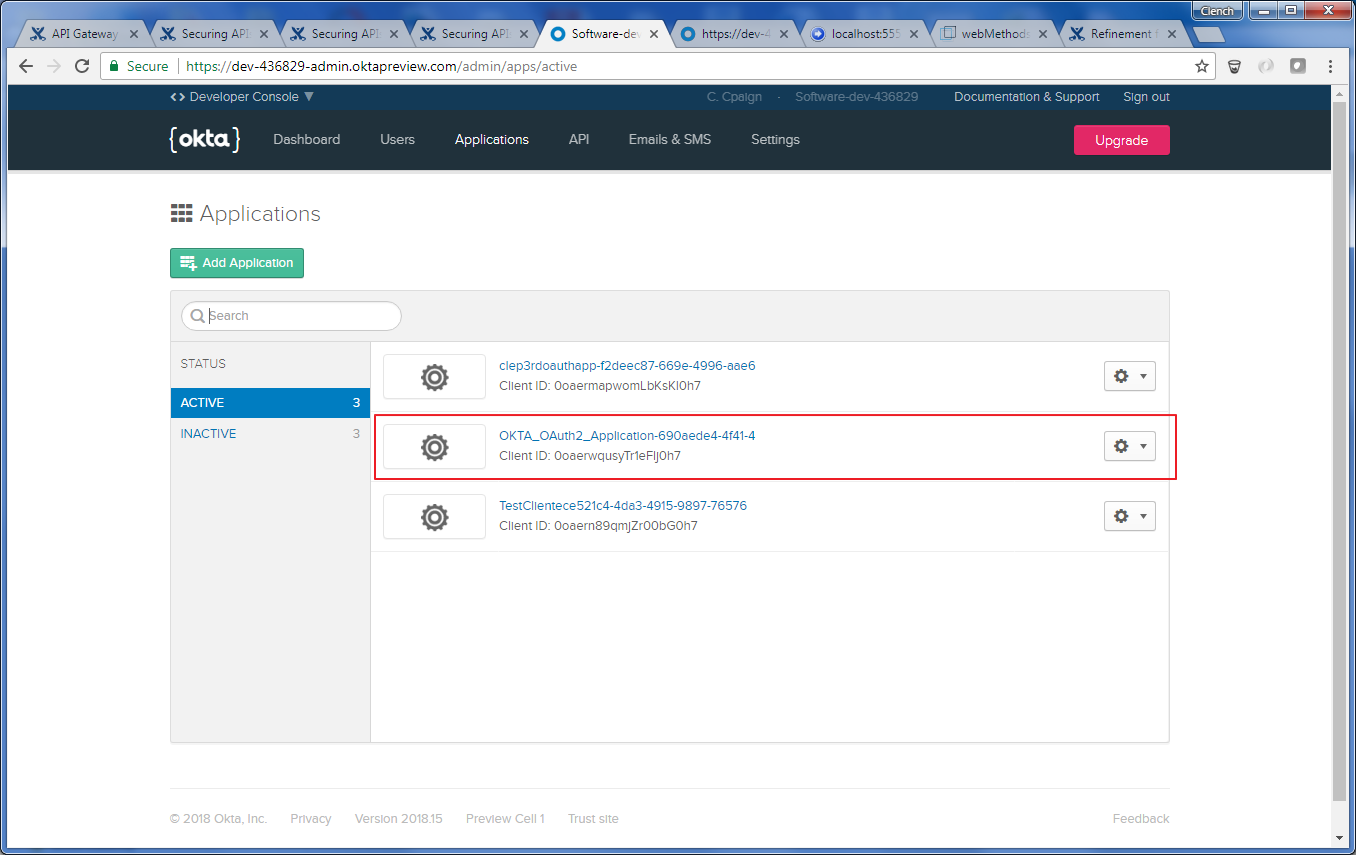 Clench
API Gateway
Securing API
Securing API
Securing API
Software-dev
https://dev-4
localhost:555
webMethods
Refinement f
Secure https://dev-436829-admin.oktapreview.com/admin/apps/active
<> Developer Console ▼ C. Cpaign · Software-dev-436829 Documentation & Support Sign out
{okta} Dashboard Users Applications API Emails & SMS Settings Upgrade
Applications
Add Application
Search
STATUS
ACTIVE 3
INACTIVE 3
clep3rdoauthapp-f2deec87-669e-4996-aae6
Client ID: 0oaermapwomLbKsKI0h7
OKTA_OAuth2_Application-690aede4-4f41-4
Client ID: 0oaerwqusyTr1eFIj0h7
TestClientece521c4-4da3-4915-9897-76576
Client ID: 0oaern89qmjZr00bG0h7
© 2018 Okta, Inc. Privacy Version 2018.15 Preview Cell 1 Trust site Feedback